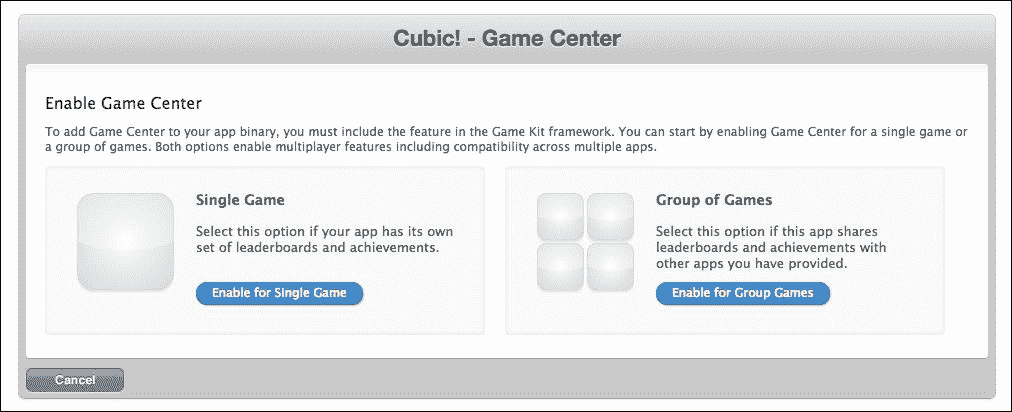 Cubic! - Game Center
Enable Game Center
To add Game Center to your app binary, you must include the feature in the Game Kit framework. You can start by enabling Game Center for a single game or
a group of games. Both options enable multiplayer features including compatibility across multiple apps.
Single Game
Select this option if your app has its own
set of leaderboards and achievements.
Enable for Single Game
Group of Games
Select this option if this app shares
leaderboards and achievements with
other apps you have provided.
Enable for Group Games
Cancel